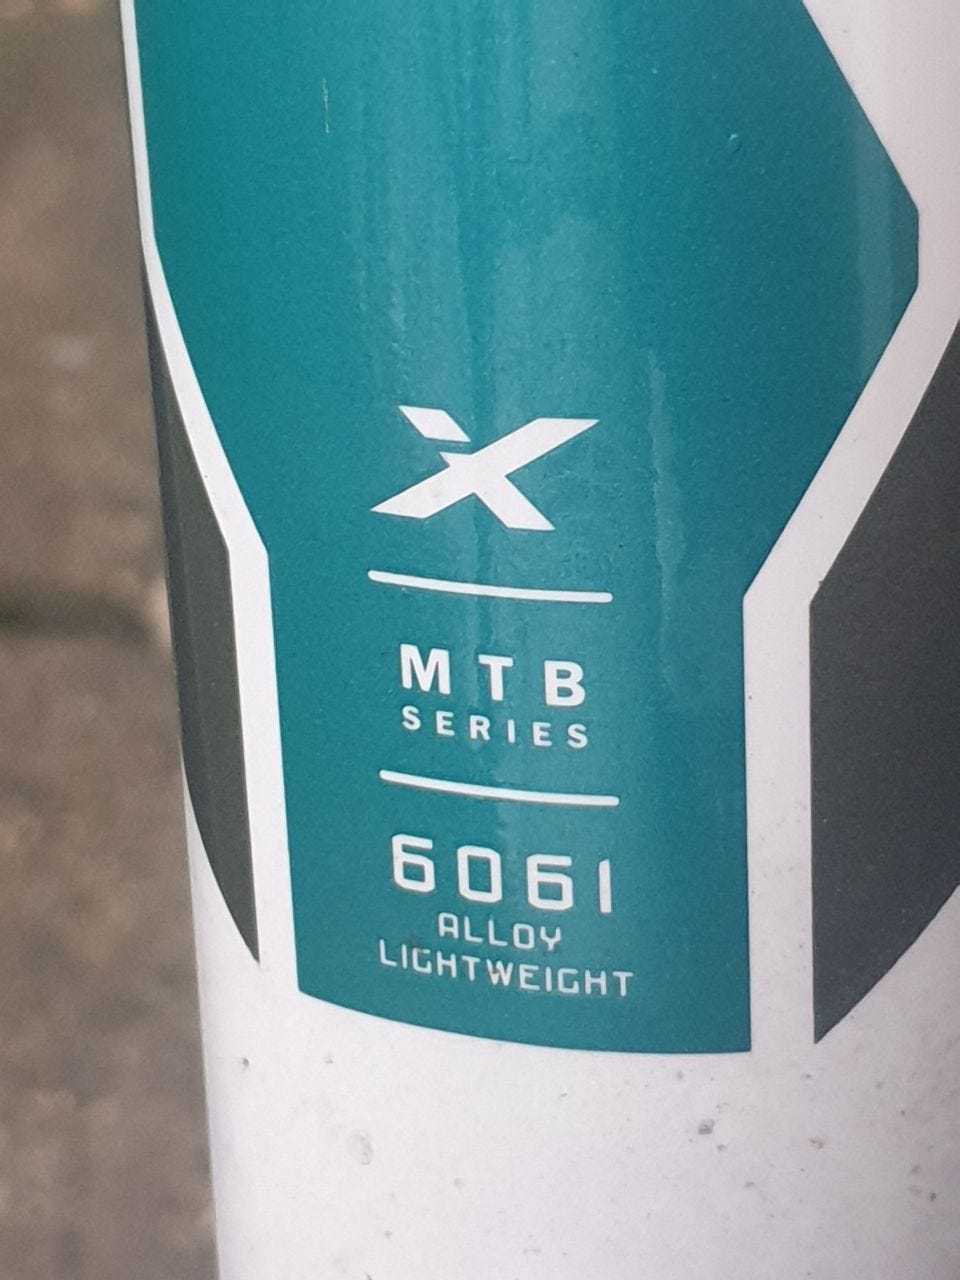 X
MTB
SERIES
6061
ALLOY
LIGHTWEIGHT